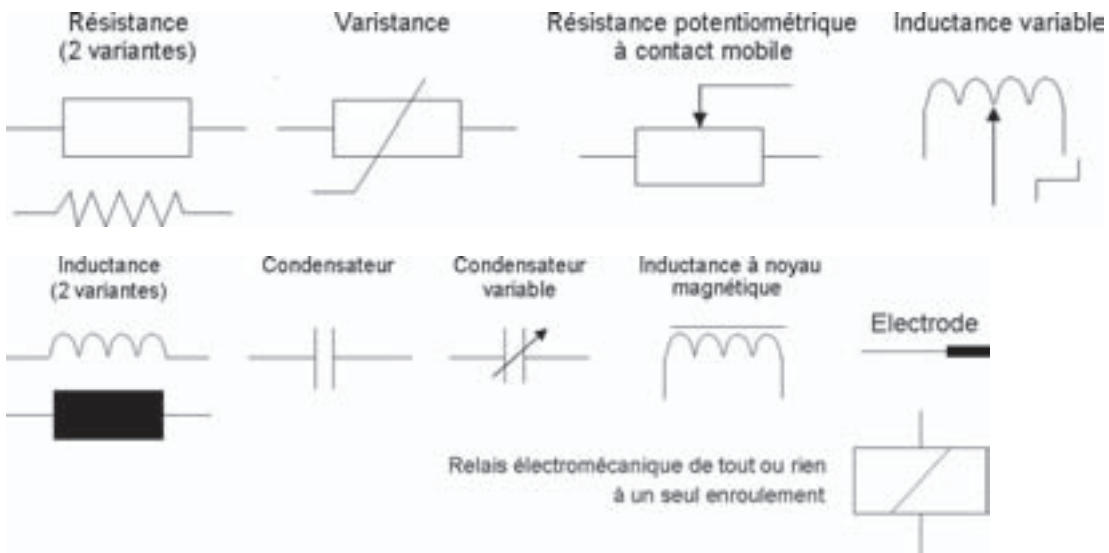 Résistance
(2 variantes)
Varistance
Résistance potentiométrique
à contact mobile
Inductance variable
Inductance
(2 variantes)
Condensateur
Condensateur
variable
Inductance à noyau
magnétique
Electrode
Relais électromécanique de tout ou rien
à un seul enroulement